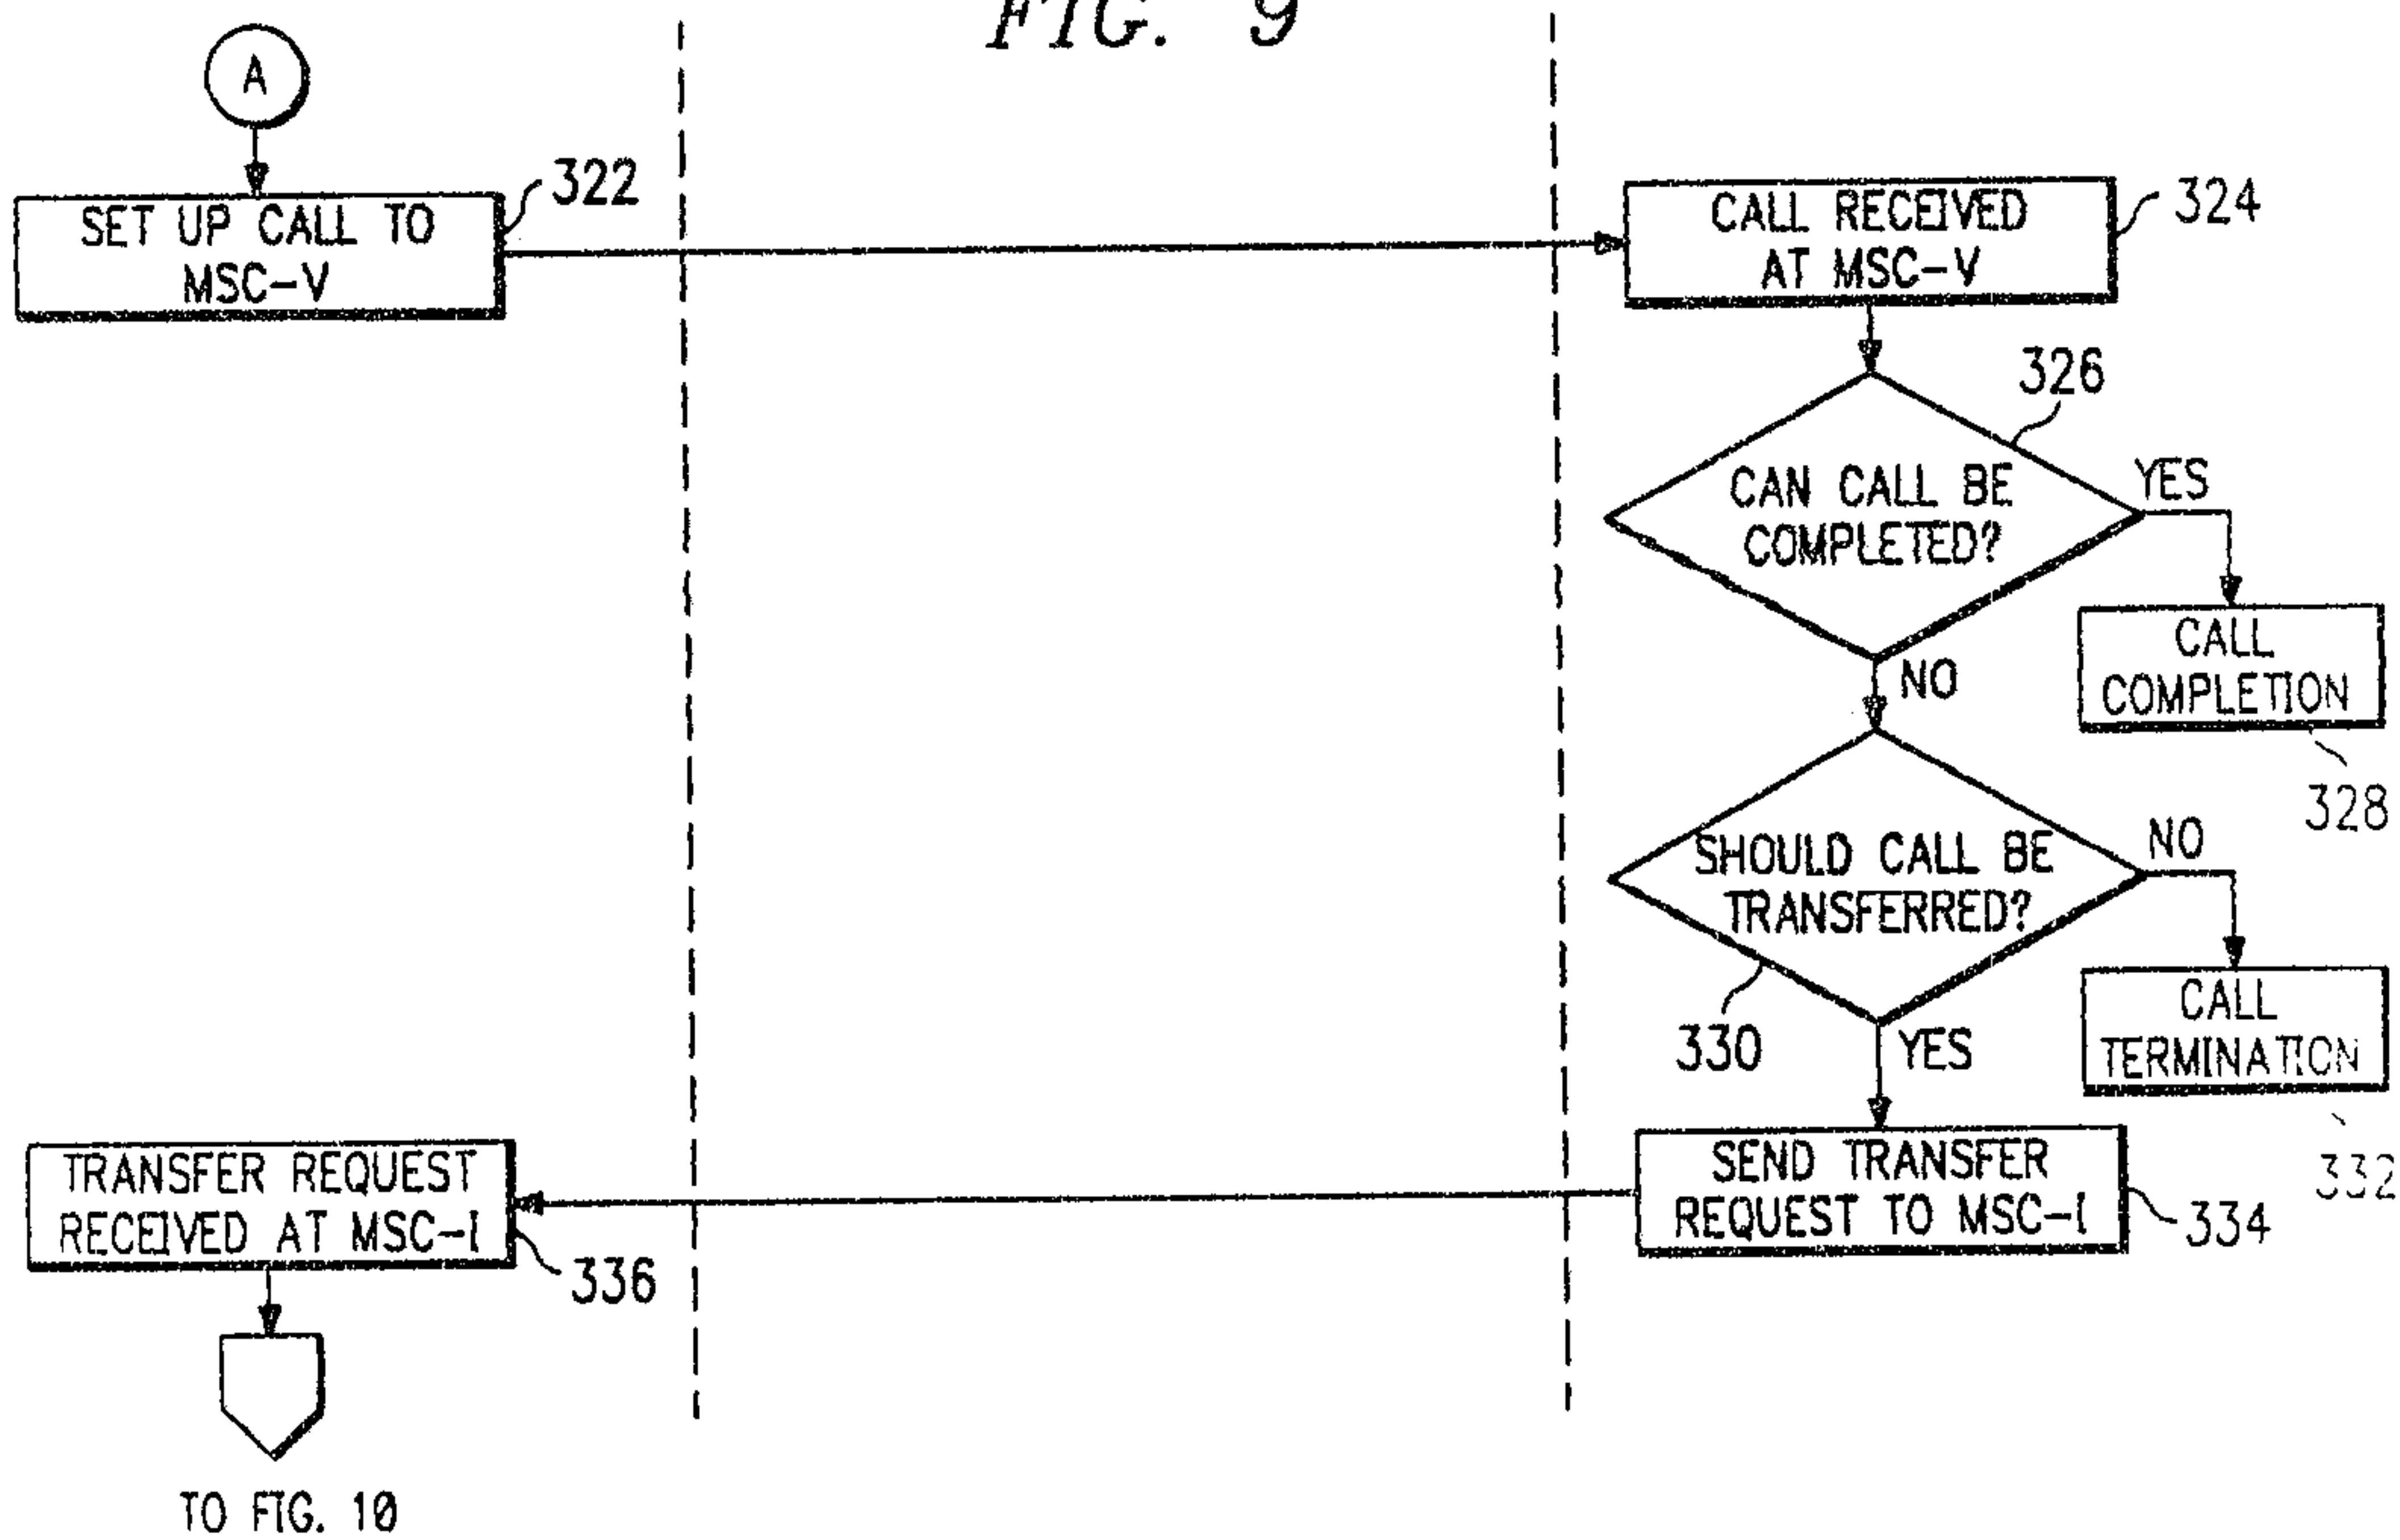 FIG. 9
A
SET UP CALL TO
MSC-V
322
CALL RECEIVED
AT MSC-V
324
326
CAN CALL BE
COMPLETED?
YES
NO
CALL
COMPLETION
328
SHOULD CALL BE
TRANSFERRED?
NO
330
YES
CALL
TERMINATION
332
SEND TRANSFER
REQUEST TO MSC-I
334
TRANSFER REQUEST
RECEIVED AT MSC-I
336
TO FIG. 10